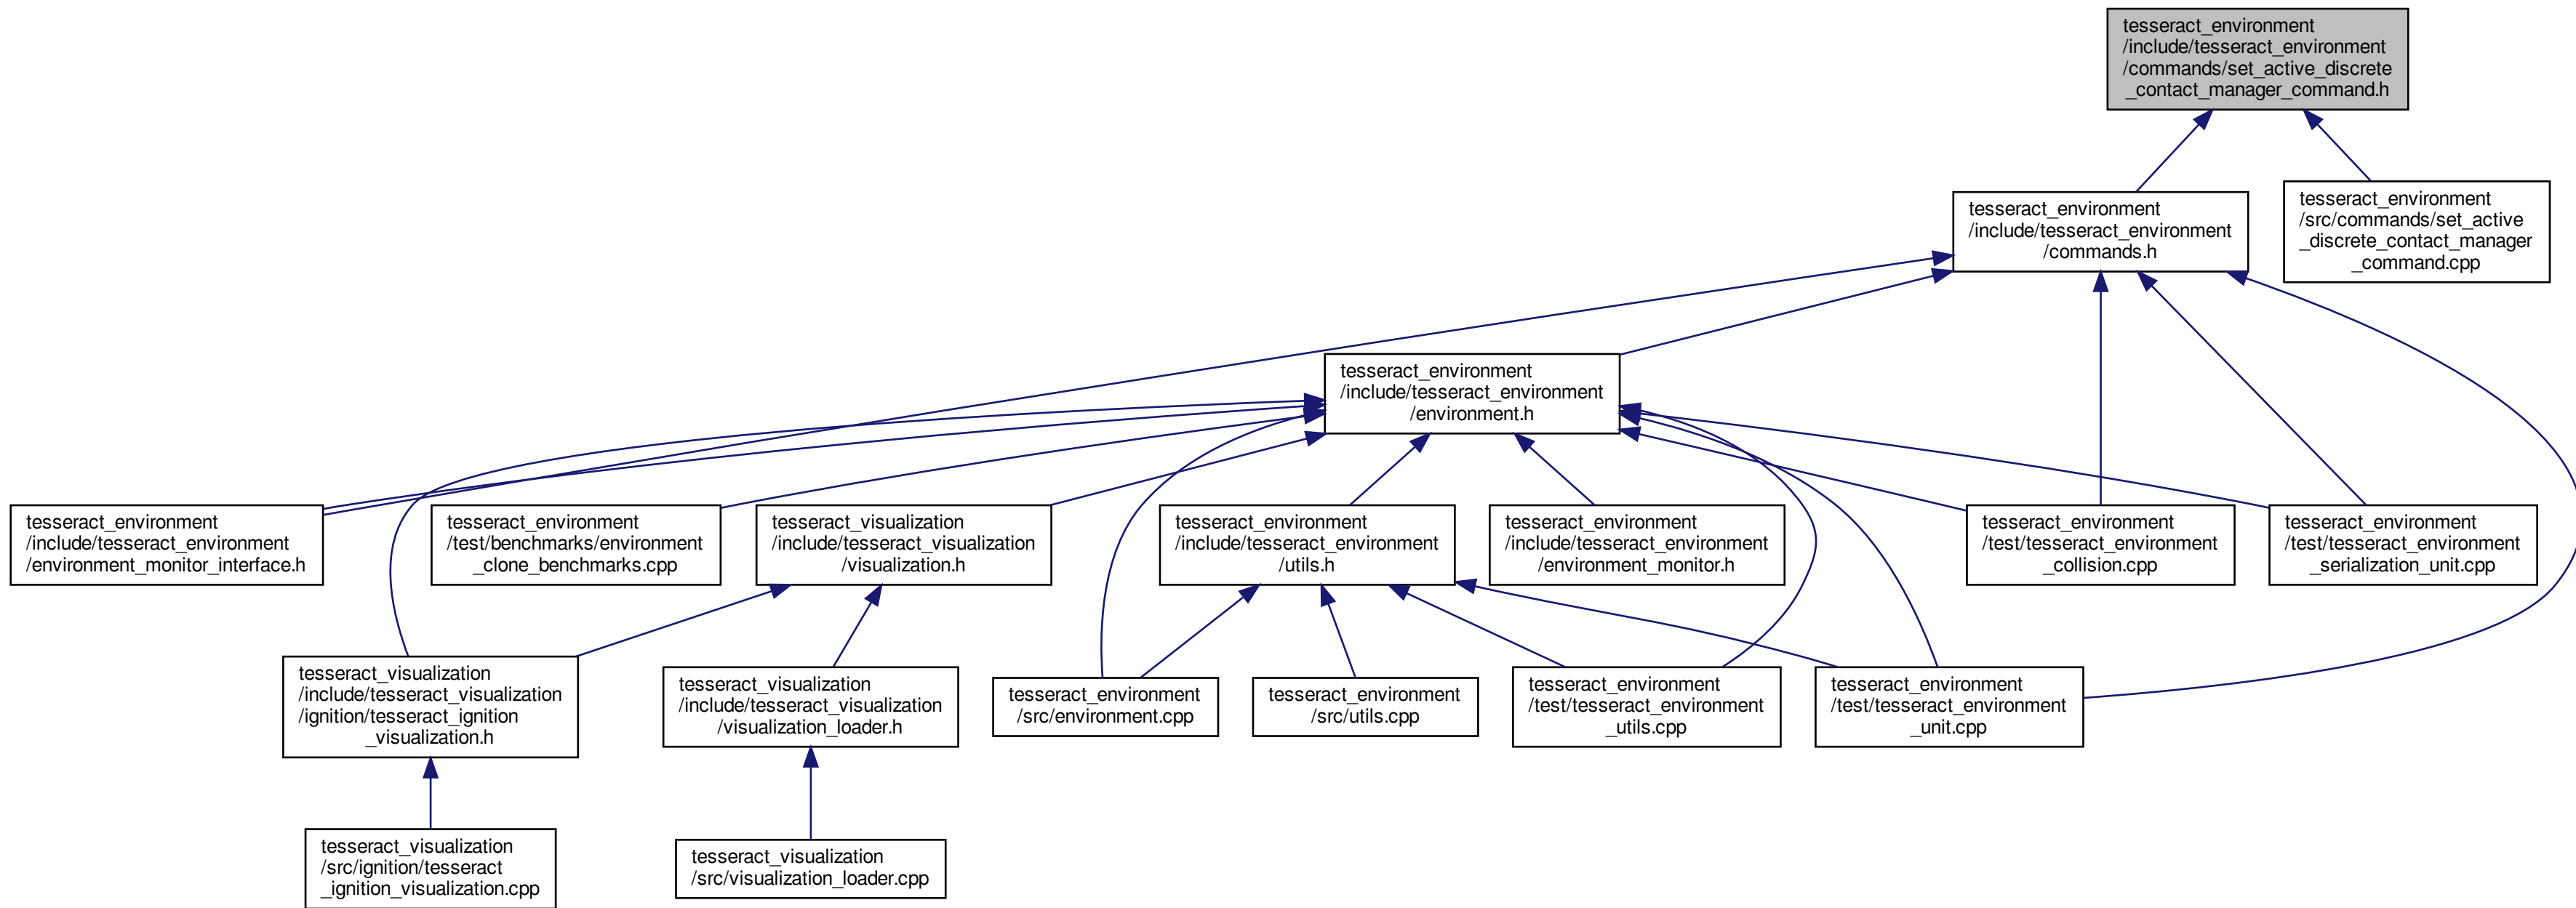 tesseract_environment
/include/tesseract_environment
/commands/set_active_discrete
_contact_manager_command.h
tesseract_environment
/include/tesseract_environment
/commands.h
tesseract_environment
/src/commands/set_active
_discrete_contact_manager
_command.cpp
tesseract_environment
/include/tesseract_environment
/environment.h
tesseract_environment
/include/tesseract_environment
/environment_monitor_interface.h
tesseract_environment
/test/benchmarks/environment
_clone_benchmarks.cpp
tesseract_visualization
/include/tesseract_visualization
/visualization.h
tesseract_environment
/include/tesseract_environment
/utils.h
tesseract_environment
/include/tesseract_environment
/environment_monitor.h
tesseract_environment
/test/tesseract_environment
_collision.cpp
tesseract_environment
/test/tesseract_environment
_serialization_unit.cpp
tesseract_visualization
/include/tesseract_visualization
/ignition/tesseract_ignition
_visualization.h
tesseract_visualization
/include/tesseract_visualization
/visualization_loader.h
tesseract_environment
/src/environment.cpp
tesseract_environment
/src/utils.cpp
tesseract_environment
/test/tesseract_environment
_utils.cpp
tesseract_environment
/test/tesseract_environment
_unit.cpp
tesseract_visualization
/src/ignition/tesseract
_ignition_visualization.cpp
tesseract_visualization
/src/visualization_loader.cpp